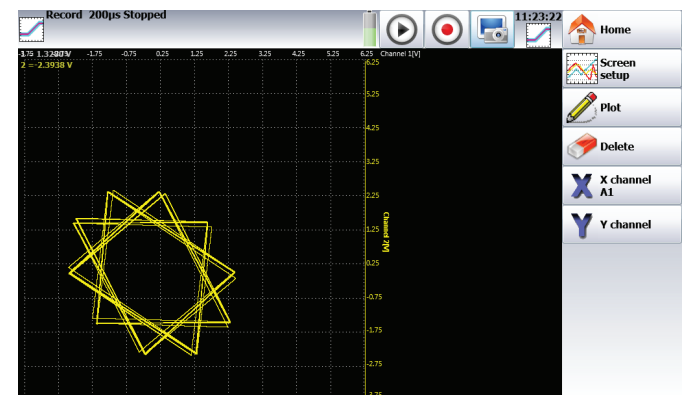 Record 200µs Stopped
11:23:22
Home
-1.75 -0.75 0.25 1.25 2.25 3.25 4.25 5.25 6.25 Channel 1[V]
2 =-2.3938 V
6.25
5.25
4.25
3.25
2.25
1.25
0.25
-0.75
-1.75
-2.75
-3.75
Channel 2[V]
Screen
setup
Plot
Delete
X channel
A1
Y channel